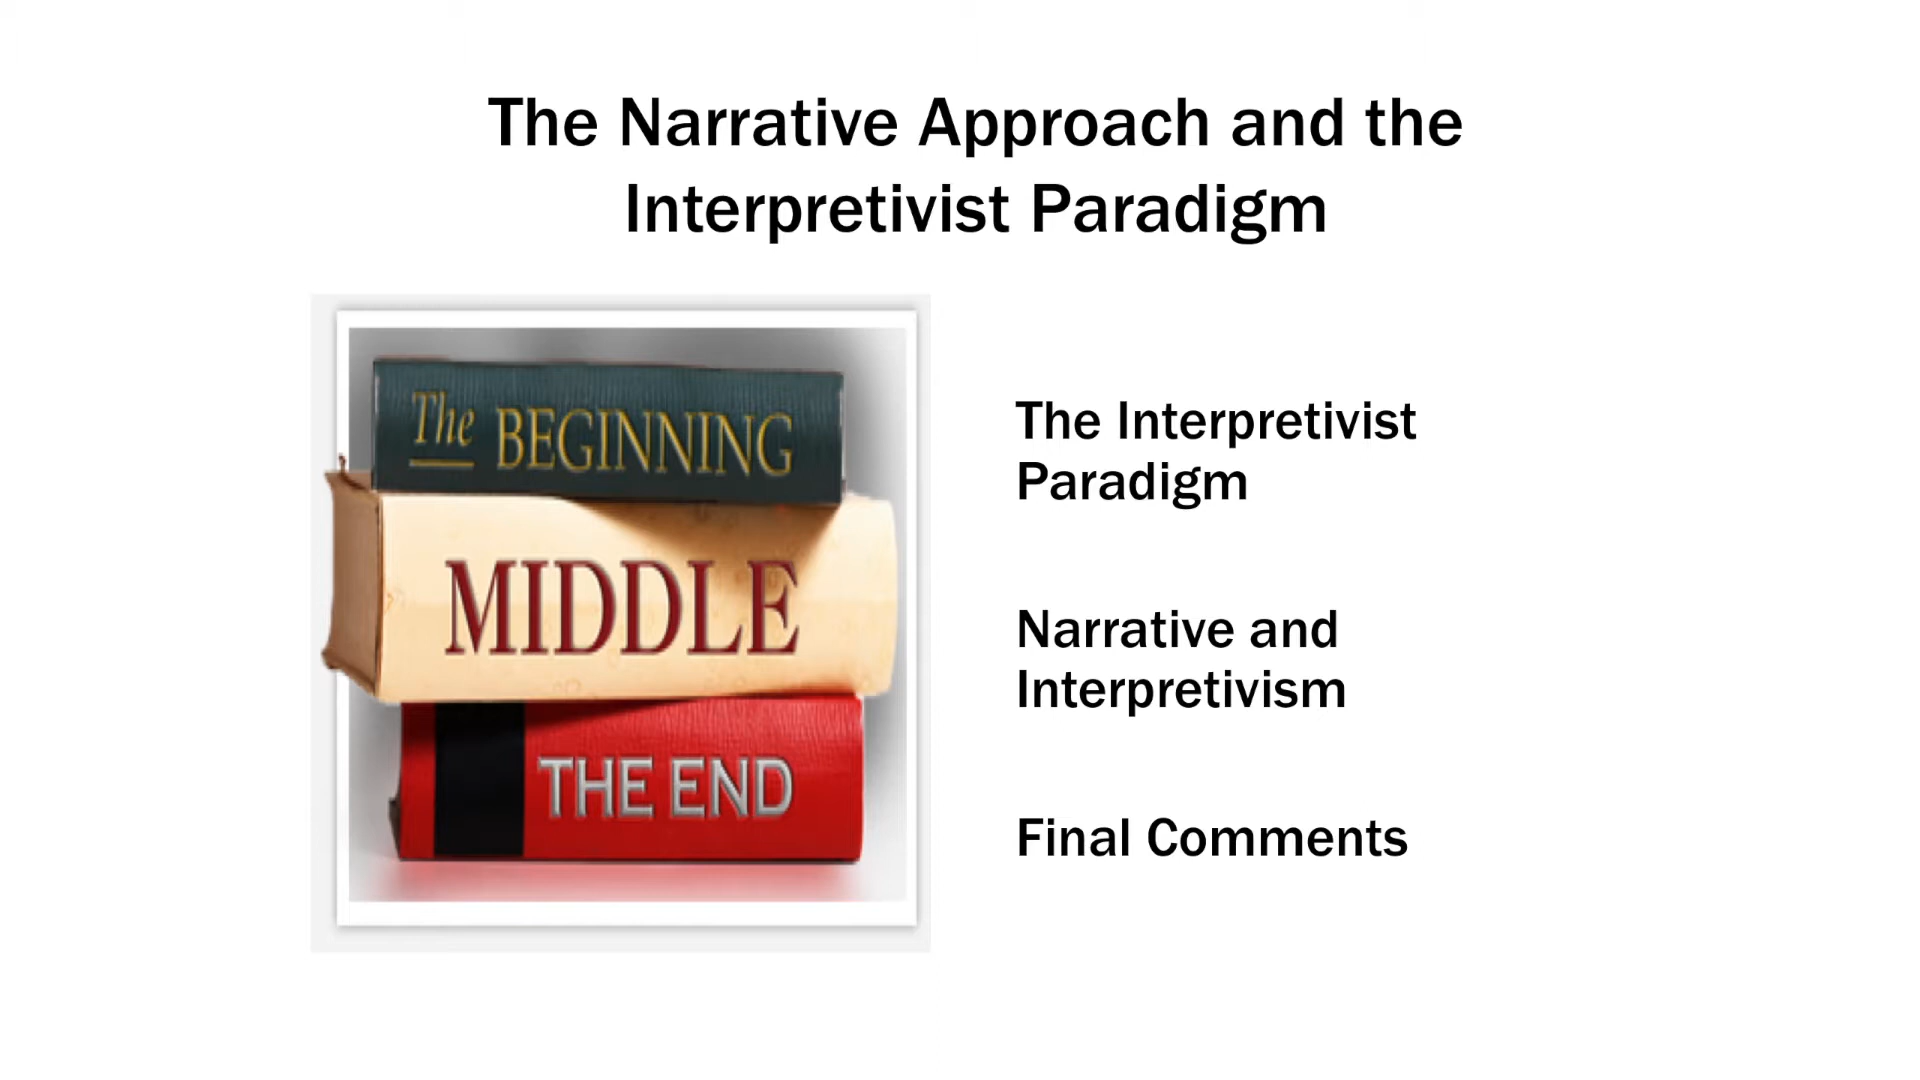 The Narrative Approach and the
Interpretivist Paradigm
The BEGINNING
MIDDLE
THE END
The Interpretivist
Paradigm
Narrative and
Interpretivism
Final Comments